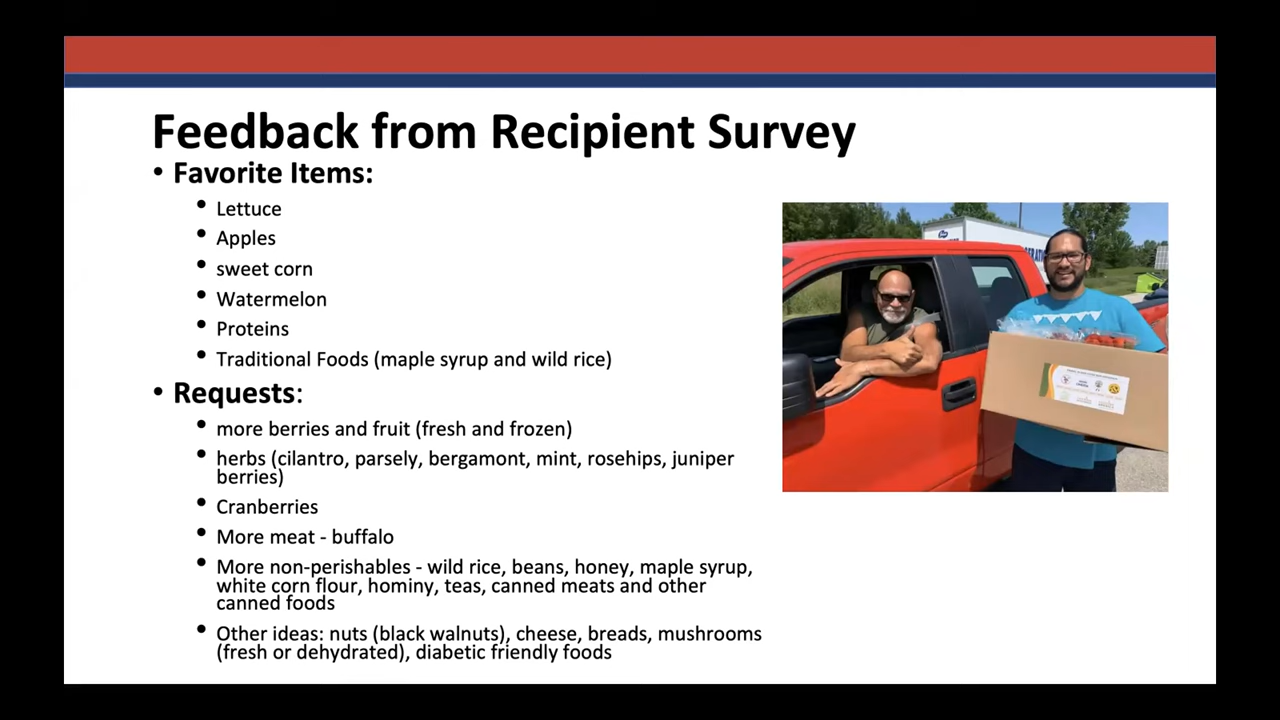 Feedback from Recipient Survey
• Favorite Items:
• Lettuce
• Apples
• sweet corn
• Watermelon
• Proteins
• Traditional Foods (maple syrup and wild rice)
• Requests:
• more berries and fruit (fresh and frozen)
• herbs (cilantro, parsely, bergamont, mint, rosehips, juniper
berries)
• Cranberries
• More meat - buffalo
• More non-perishables - wild rice, beans, honey, maple syrup,
white corn flour, hominy, teas, canned meats and other
canned foods
• Other ideas: nuts (black walnuts), cheese, breads, mushrooms
(fresh or dehydrated), diabetic friendly foods